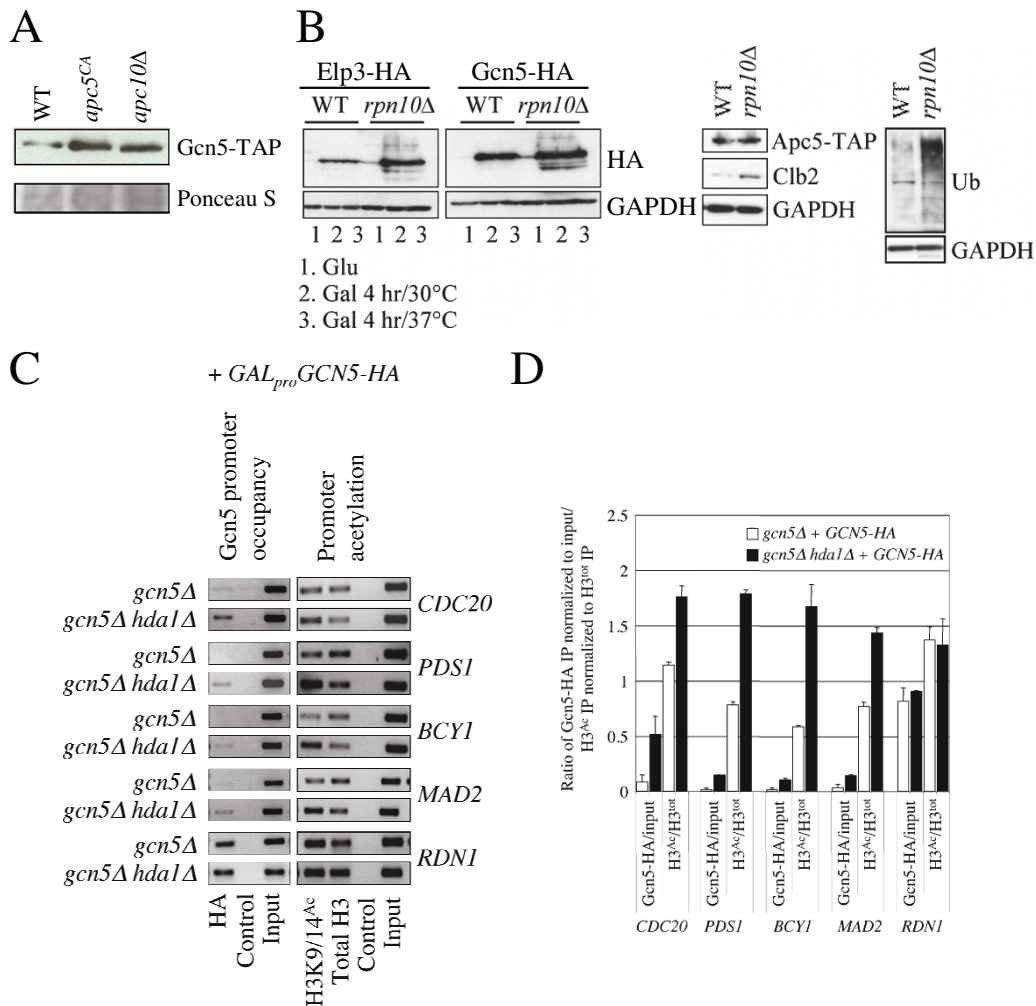 A
WT
apc5ᶜᴬ
apc10Δ
Gcn5-TAP
Ponceau S
B
Elp3-HA
Gcn5-HA
WT rpn10Δ
WT rpn10Δ
HA
GAPDH
1 2 3 1 2 3
1 2 3 1 2 3
1. Glu
2. Gal 4 hr/30°C
3. Gal 4 hr/37°C
WT
rpn10Δ
Apc5-TAP
Clb2
GAPDH
WT
rpn10Δ
Ub
GAPDH
C
+ GALproGCN5-HA
Gcn5 promoter
occupancy
Promoter
acetylation
gcn5Δ
gcn5Δ hda1Δ
CDC20
gcn5Δ
gcn5Δ hda1Δ
PDS1
gcn5Δ
gcn5Δ hda1Δ
BCY1
gcn5Δ
gcn5Δ hda1Δ
MAD2
gcn5Δ
gcn5Δ hda1Δ
RDN1
HA
Control
Input
H3K9/14ᴬᶜ
Total H3
Control
Input
D
Ratio of Gcn5-HA IP normalized to input/
H3ᴬᶜ IP normalized to H3ᵗᵒᵗ IP
2.5
2
1.5
1
0.5
0
gcn5Δ + GCN5-HA
gcn5Δ hda1Δ + GCN5-HA
Gcn5-HA/input
H3ᴬᶜ/H3ᵗᵒᵗ
Gcn5-HA/input
H3ᴬᶜ/H3ᵗᵒᵗ
Gcn5-HA/input
H3ᴬᶜ/H3ᵗᵒᵗ
Gcn5-HA/input
H3ᴬᶜ/H3ᵗᵒᵗ
Gcn5-HA/input
H3ᴬᶜ/H3ᵗᵒᵗ
CDC20
PDS1
BCY1
MAD2
RDN1